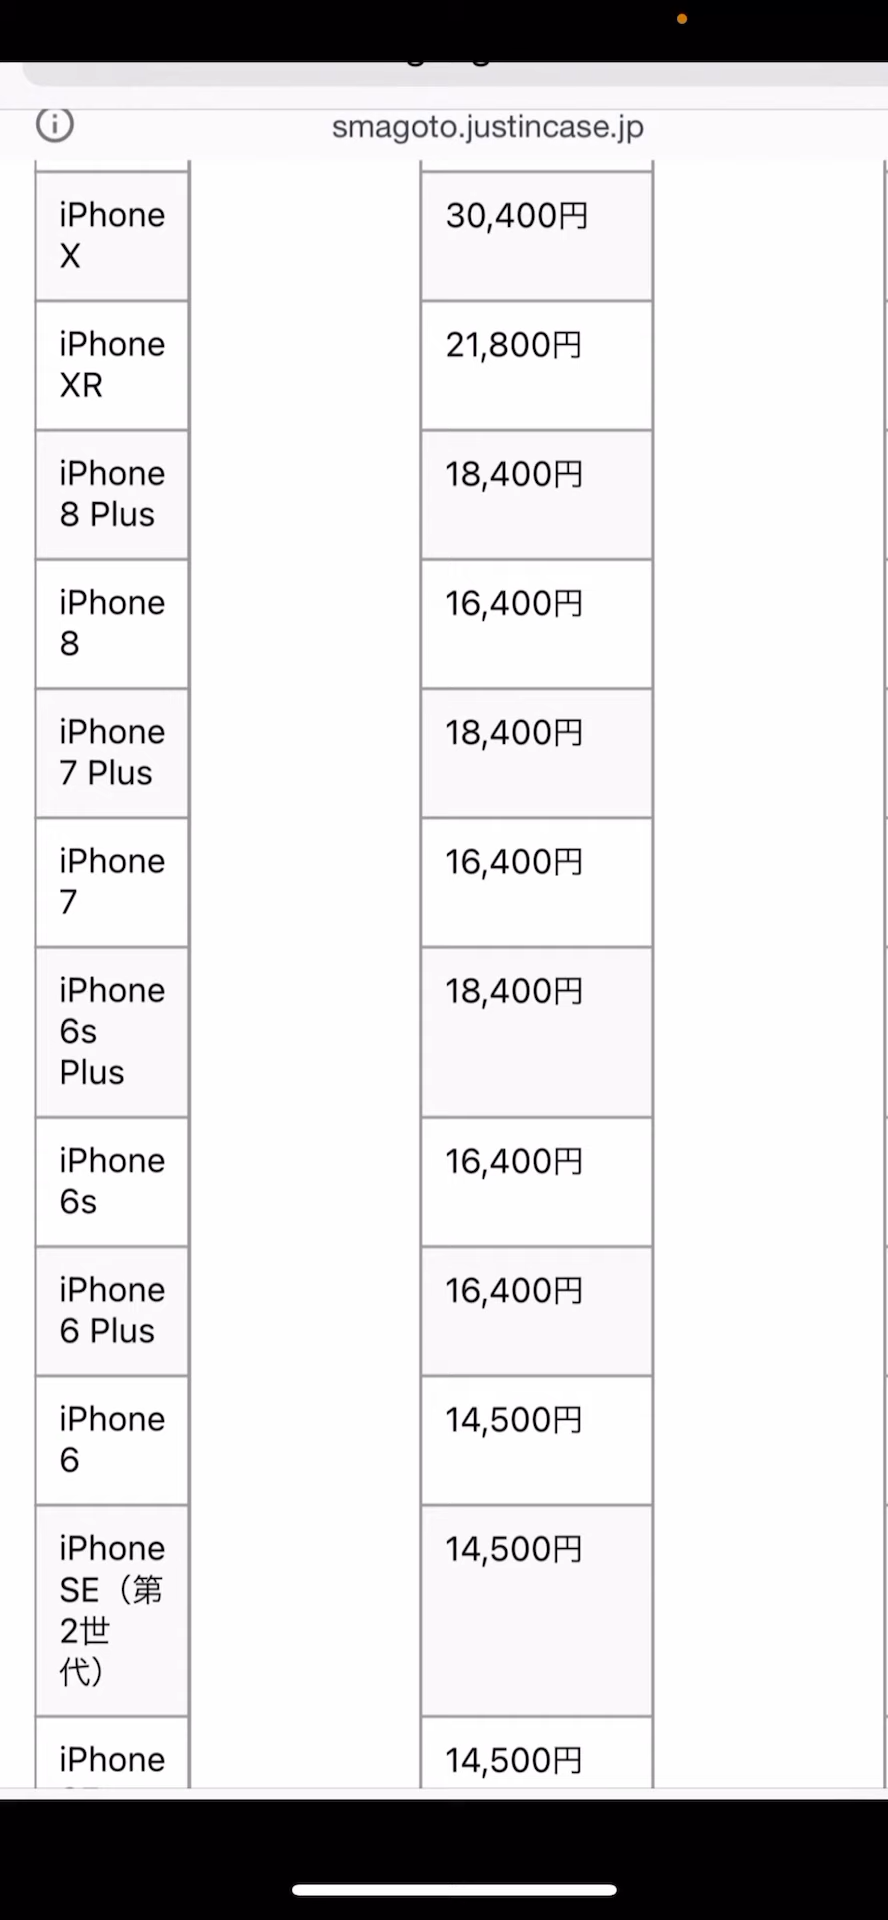 smagoto.justincase.jp
iPhone
X
30,400円
iPhone
XR
21,800円
iPhone
8 Plus
18,400円
iPhone
8
16,400円
iPhone
7 Plus
18,400円
iPhone
7
16,400円
iPhone
6s
Plus
18,400円
iPhone
6s
16,400円
iPhone
6 Plus
16,400円
iPhone
6
14,500円
iPhone
SE（第
2世
代）
14,500円
iPhone
14,500円